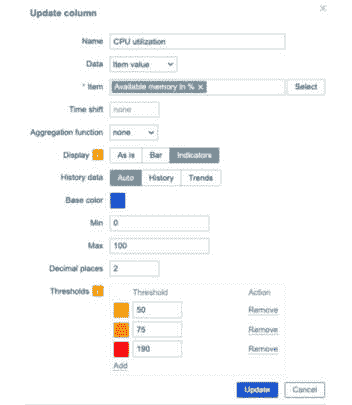 Update column
Name CPU utilization
Data Item value
* Item Available memory in % × Select
Time shift none
Aggregation function none
Display As is Bar Indicators
History data Auto History Trends
Base color
Min 0
Max 100
Decimal places 2
Thresholds Threshold Action
50 Remove
75 Remove
190 Remove
Add
Update Cancel